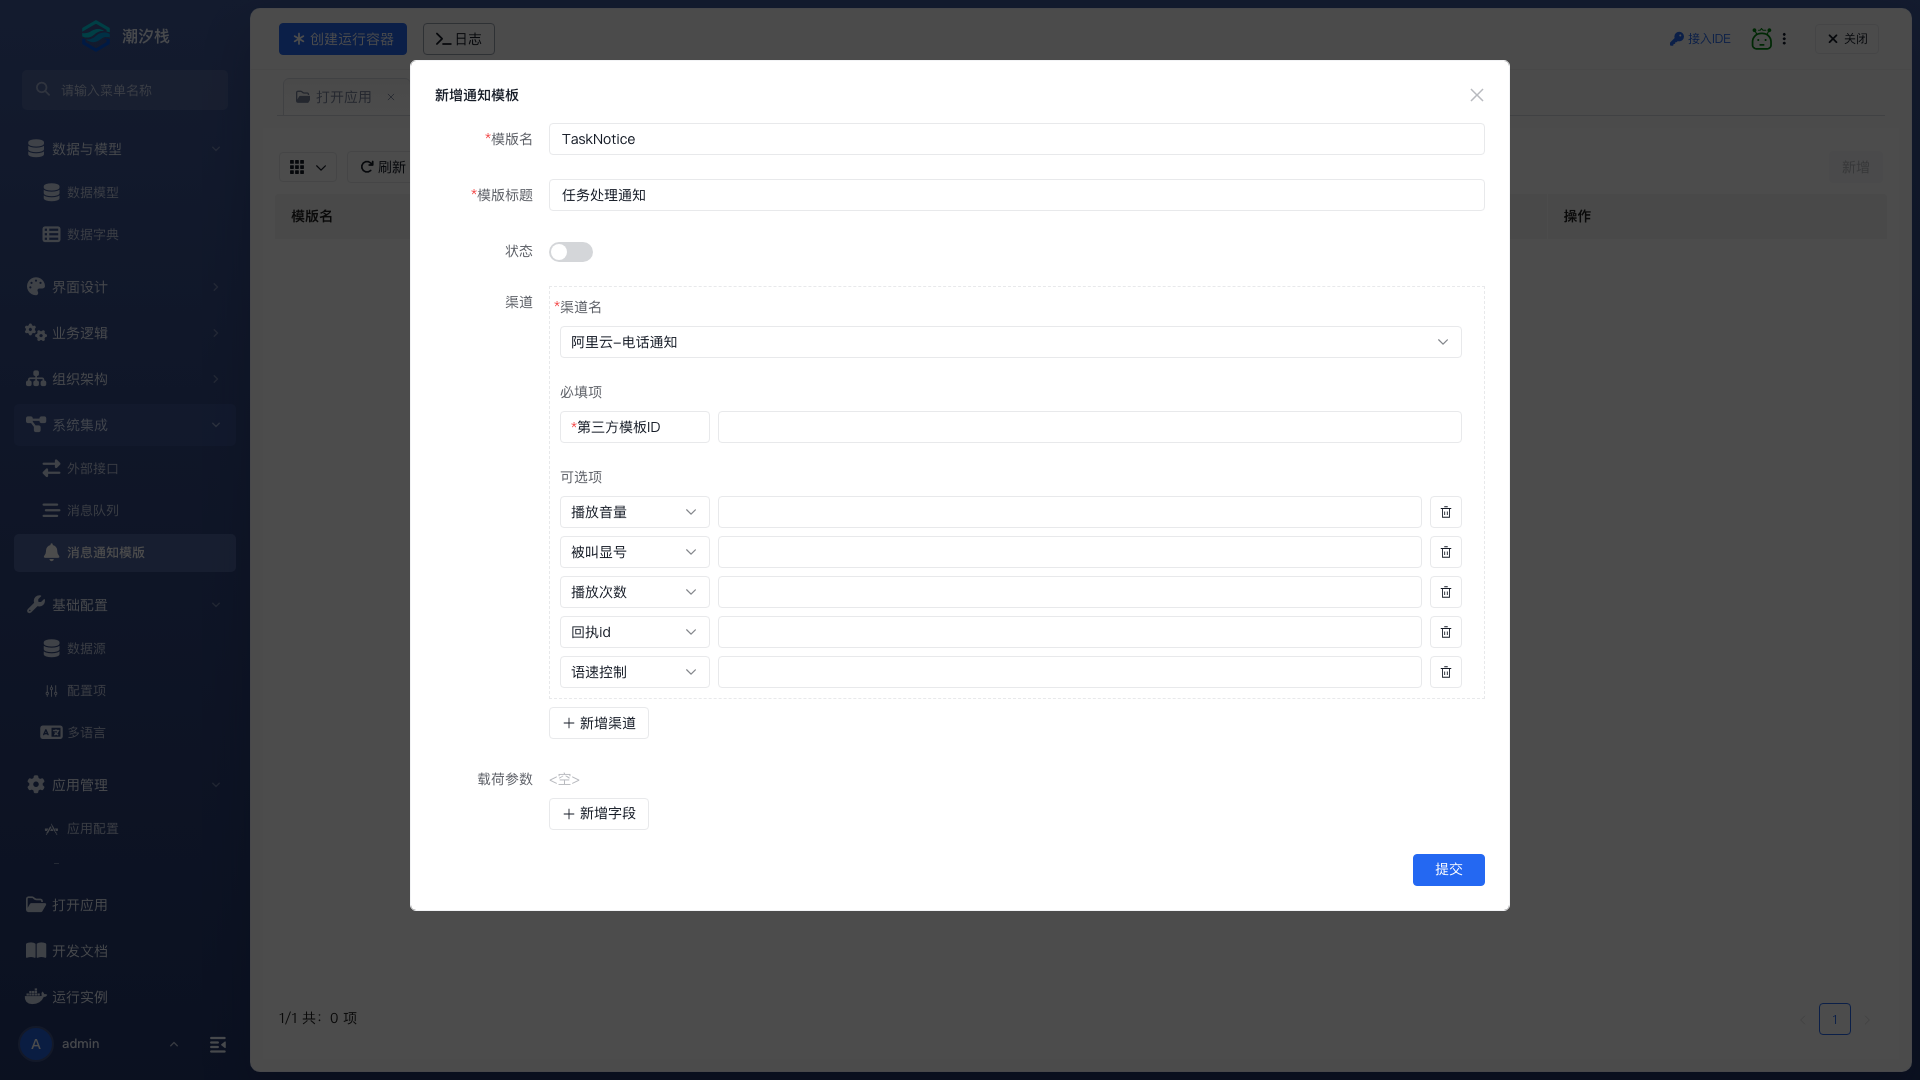 潮汐栈
请输入菜单名称
数据与模型
数据模型
数据字典
界面设计
业务逻辑
组织架构
系统集成
外部接口
消息队列
消息通知模版
基础配置
数据源
配置项
多语言
应用管理
应用配置
打开应用
开发文档
运行实例
A admin
创建运行容器 日志 接入IDE 关闭
打开应用
刷新 新增
模版名 操作
新增通知模板
*模版名 TaskNotice
*模版标题 任务处理通知
状态
渠道 *渠道名
阿里云-电话通知
必填项
*第三方模板ID
可选项
播放音量
被叫显号
播放次数
回执id
语速控制
新增渠道
载荷参数 <空>
新增字段
提交
1/1 共: 0 项 1